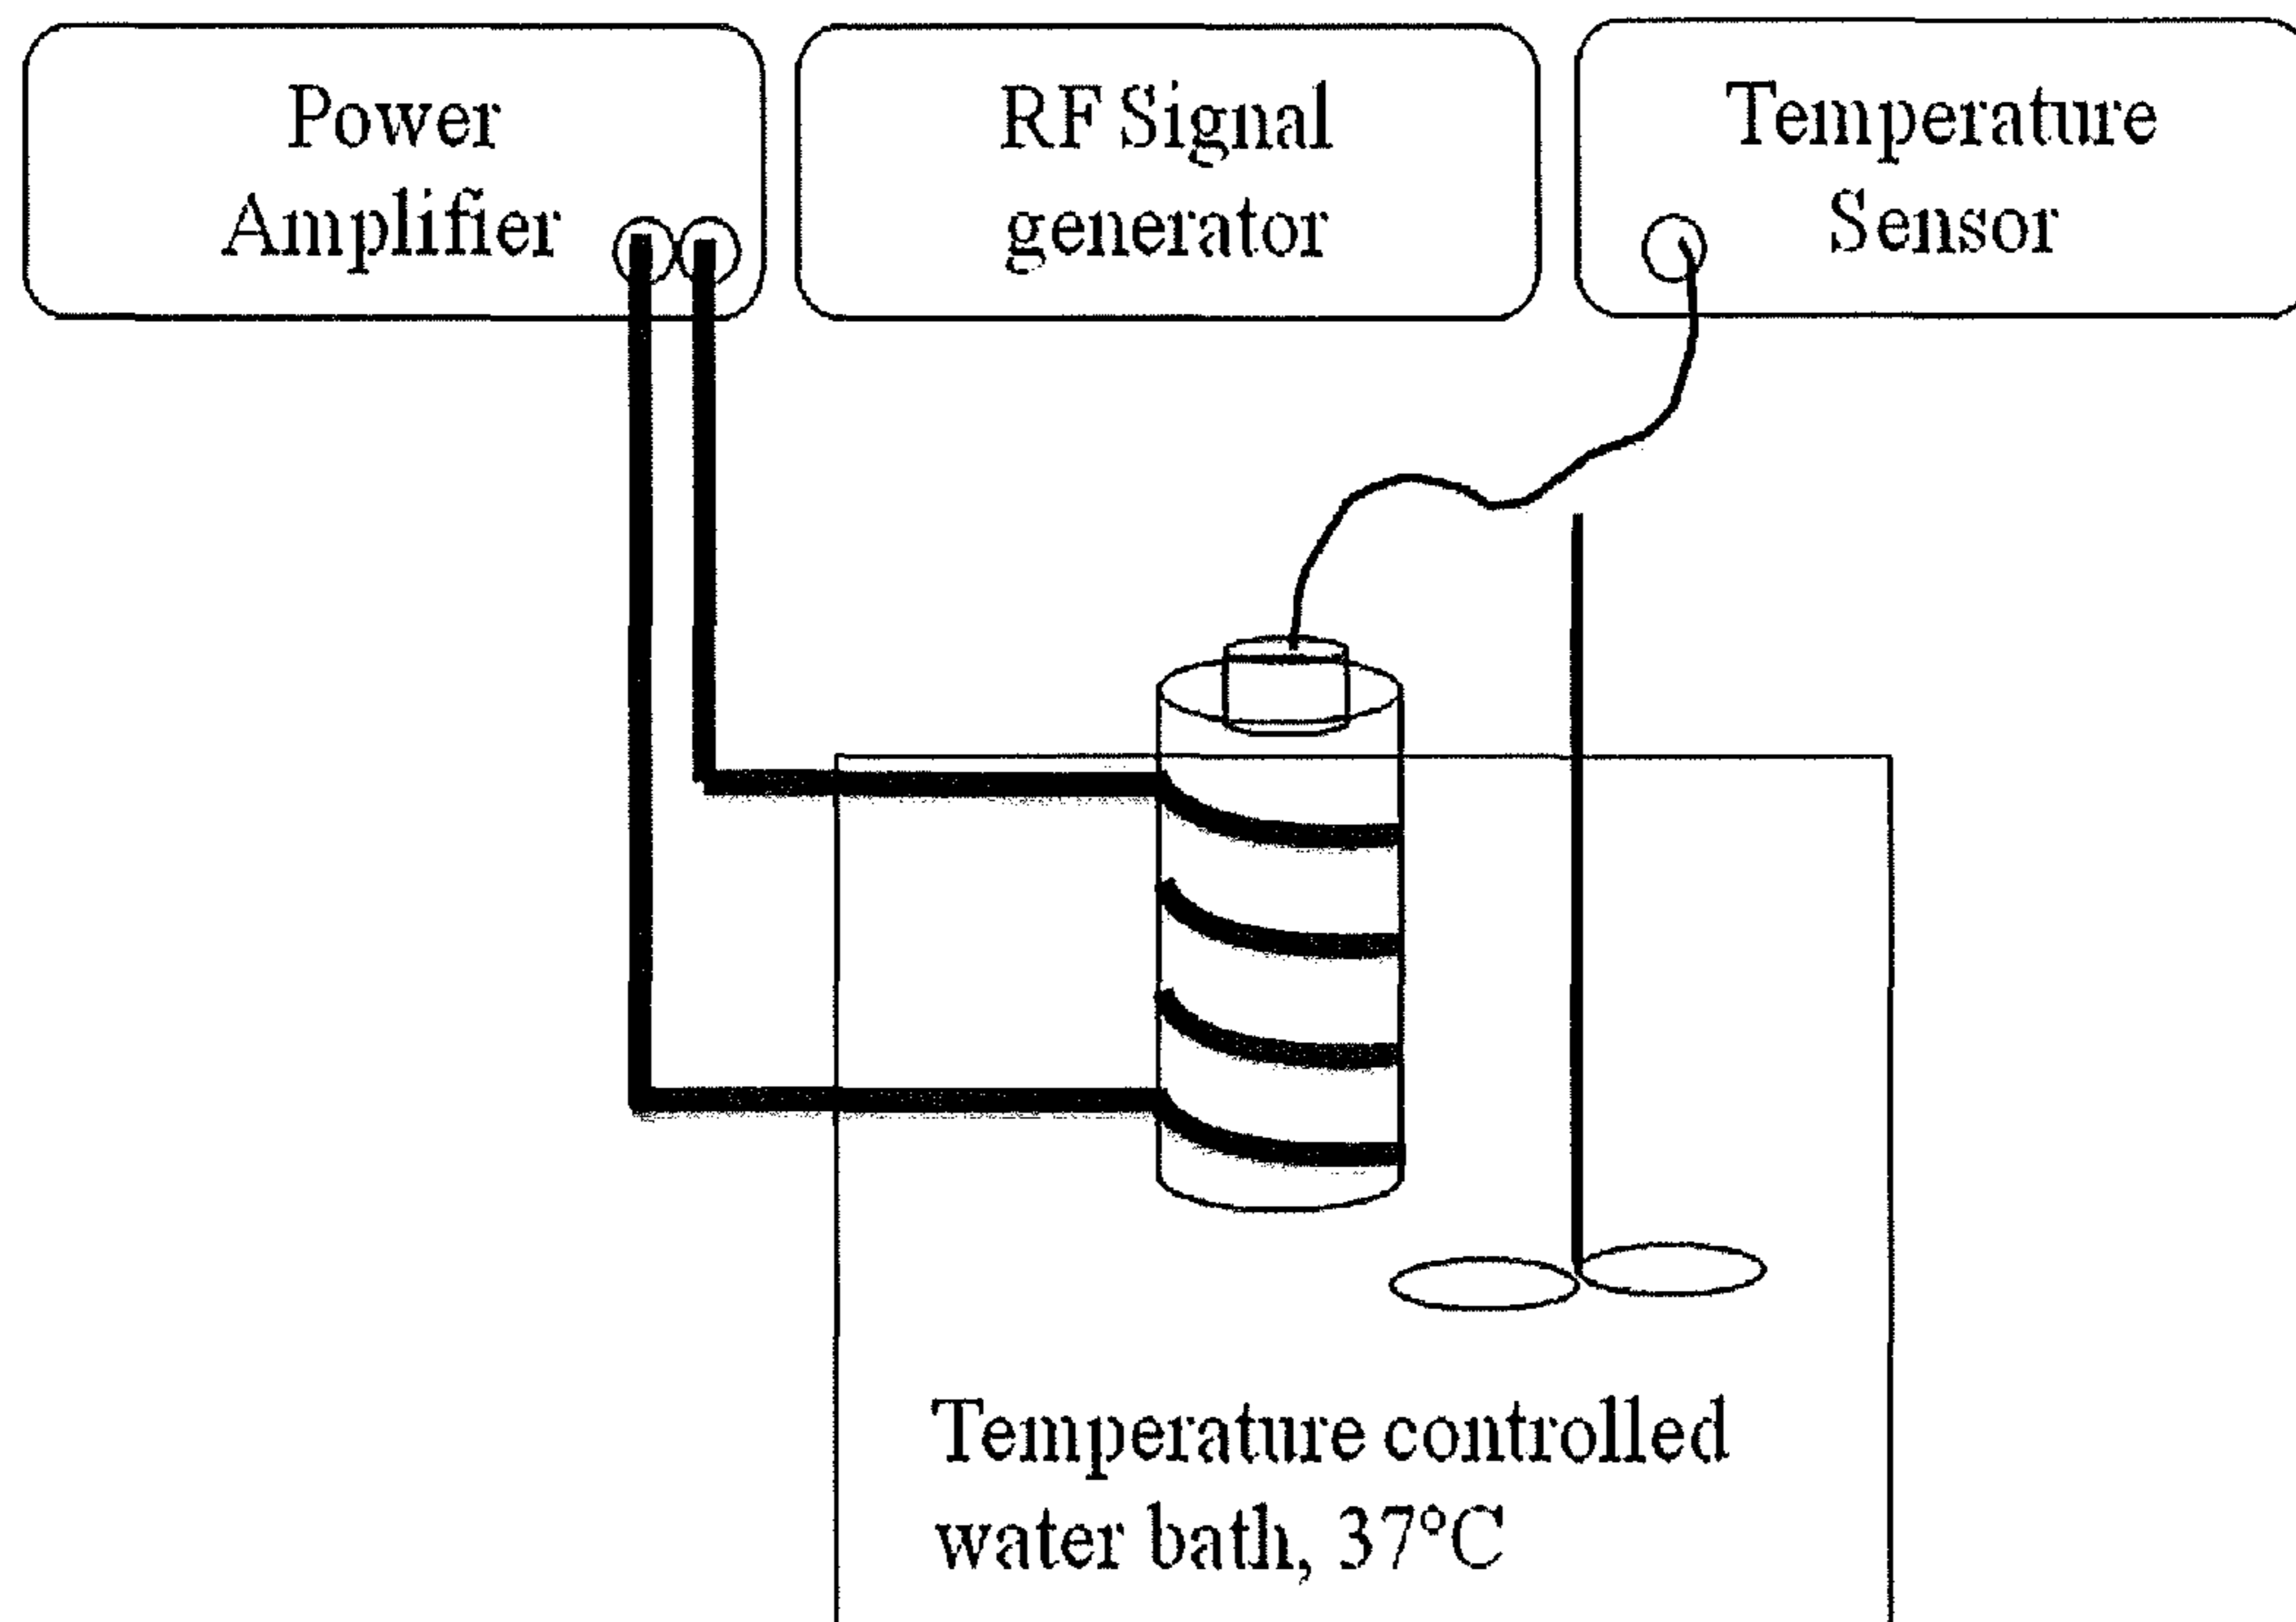 Power
Amplifier
RF Signal
generator
Temperature
Sensor
Temperature controlled
water bath, 37°C